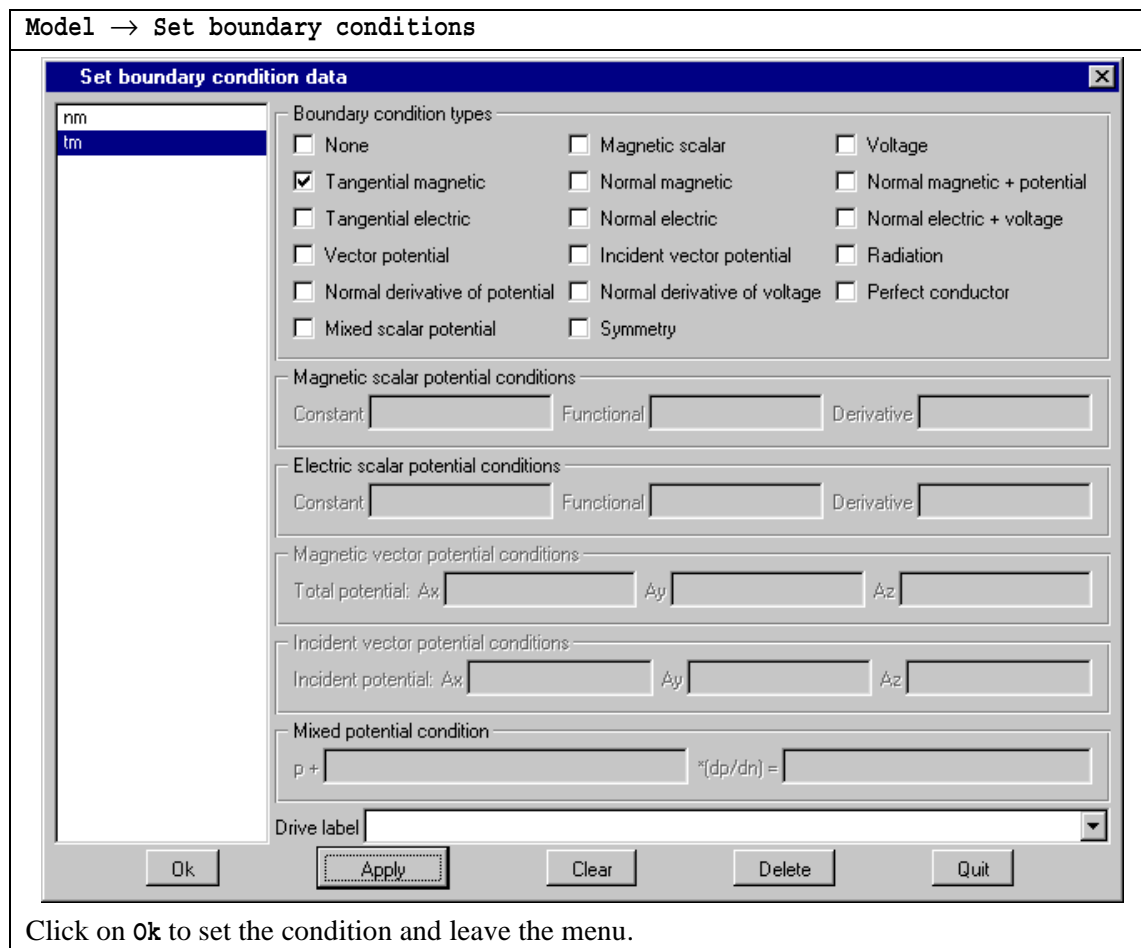 Model → Set boundary conditions
Set boundary condition data
nm
tm
Boundary condition types
None Magnetic scalar Voltage
Tangential magnetic Normal magnetic Normal magnetic + potential
Tangential electric Normal electric Normal electric + voltage
Vector potential Incident vector potential Radiation
Normal derivative of potential Normal derivative of voltage Perfect conductor
Mixed scalar potential Symmetry
Magnetic scalar potential conditions
Constant Functional Derivative
Electric scalar potential conditions
Constant Functional Derivative
Magnetic vector potential conditions
Total potential: Ax Ay Az
Incident vector potential conditions
Incident potential: Ax Ay Az
Mixed potential condition
p + *(dp/dn) =
Drive label
Ok Apply Clear Delete Quit
Click on Ok to set the condition and leave the menu.